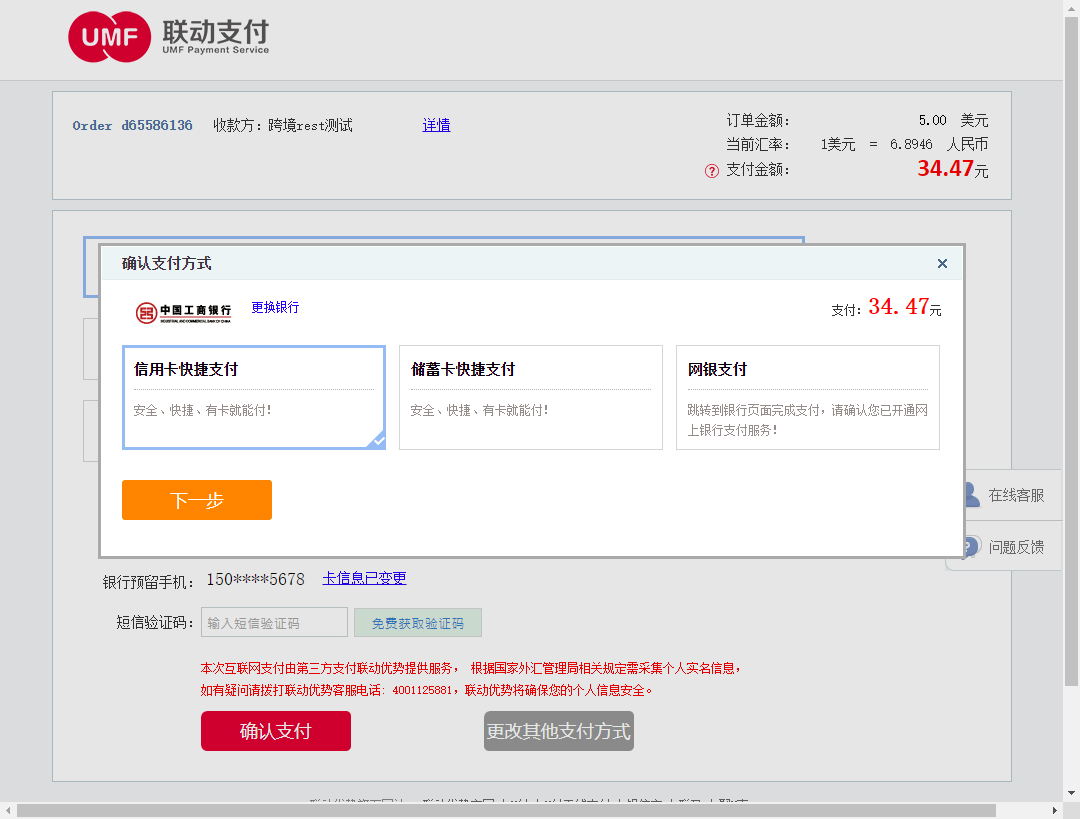 UMF 联动支付
UMF Payment Service
Order d65586136 收款方：跨境rest测试 详情
订单金额： 5.00 美元
当前汇率： 1美元 = 6.8946 人民币
? 支付金额： 34.47元
确认支付方式 ×
中国工商银行 更换银行 支付：34.47元
INDUSTRIAL AND COMMERCIAL BANK OF CHINA
信用卡快捷支付
安全、快捷、有卡就能付！
储蓄卡快捷支付
安全、快捷、有卡就能付！
网银支付
跳转到银行页面完成支付，请确认您已开通网
上银行支付服务！
下一步
在线客服
? 问题反馈
银行预留手机： 150****5678 卡信息已变更
短信验证码： 输入短信验证码 免费获取验证码
本次互联网支付由第三方支付联动优势提供服务， 根据国家外汇管理局相关规定需采集个人实名信息，
如有疑问请拨打联动优势客服电话：4001125881，联动优势将确保您的个人信息安全。
确认支付 更改其他支付方式